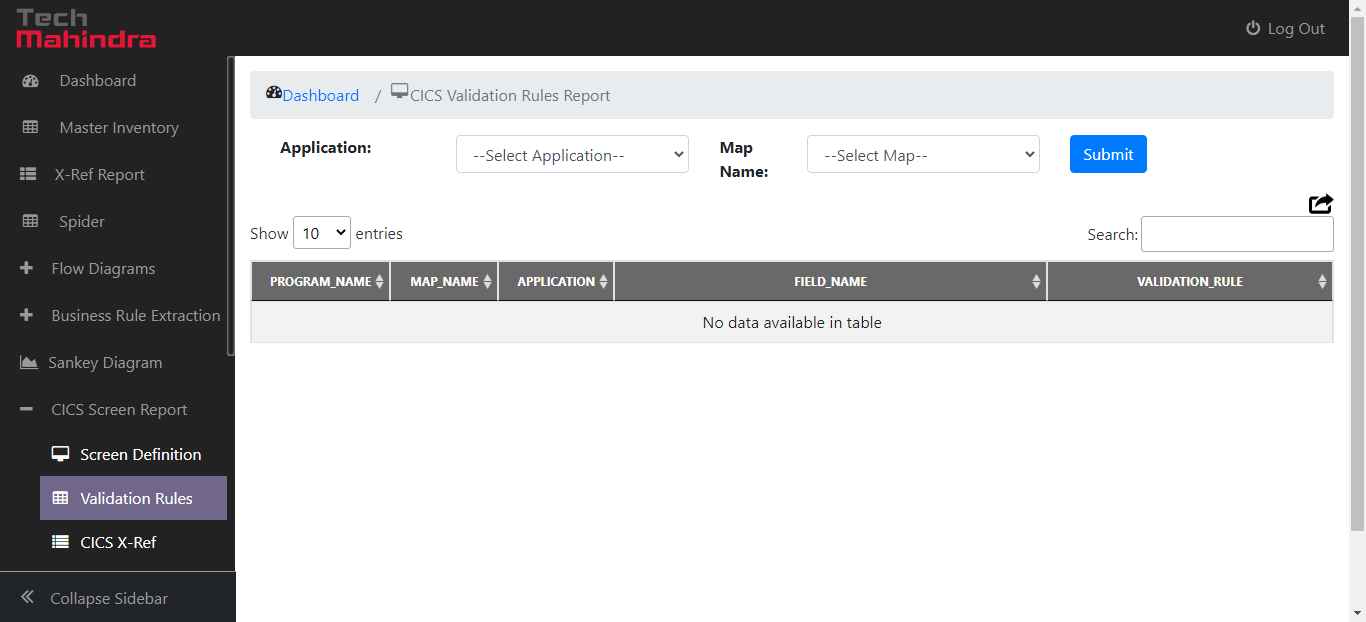 Tech
Mahindra
Log Out
Dashboard
Master Inventory
X-Ref Report
Spider
Flow Diagrams
Business Rule Extraction
Sankey Diagram
CICS Screen Report
Screen Definition
Validation Rules
CICS X-Ref
Collapse Sidebar
Dashboard / CICS Validation Rules Report
Application: --Select Application--
Map Name: --Select Map-- Submit
Show 10 entries Search:
PROGRAM_NAME MAP_NAME APPLICATION FIELD_NAME VALIDATION_RULE
No data available in table